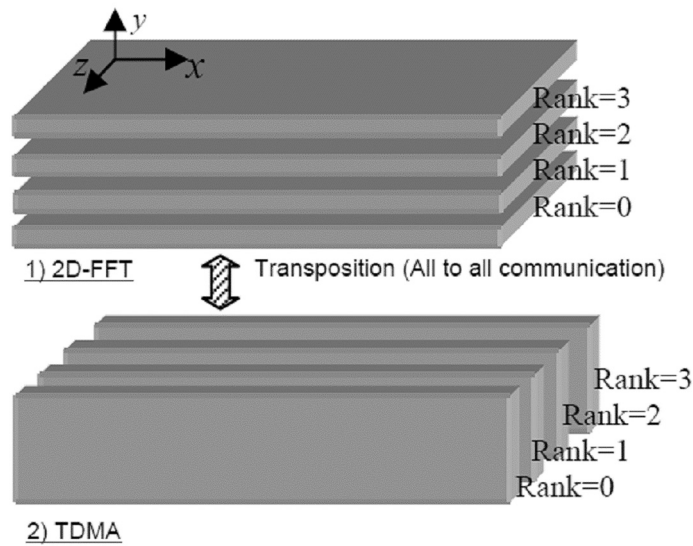 y
z
x
Rank=3
Rank=2
Rank=1
Rank=0
1) 2D-FFT
Transposition (All to all communication)
Rank=3
Rank=2
Rank=1
Rank=0
2) TDMA